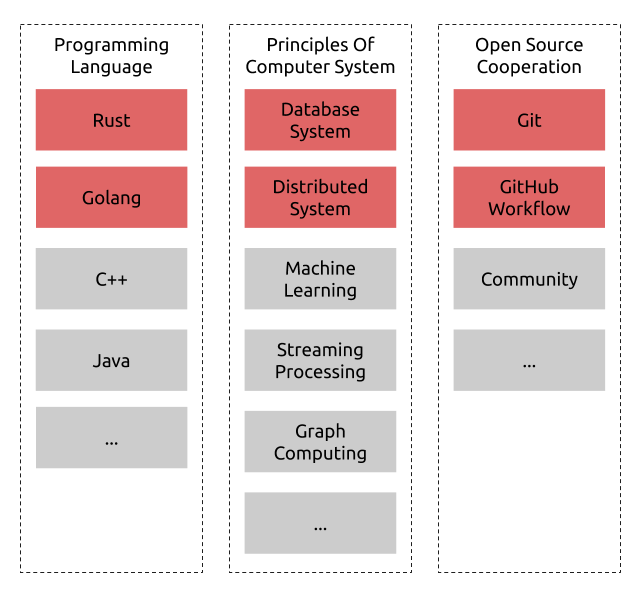 Programming
Language
Rust
Golang
C++
Java
...
Principles Of
Computer System
Database
System
Distributed
System
Machine
Learning
Streaming
Processing
Graph
Computing
...
Open Source
Cooperation
Git
GitHub
Workflow
Community
...